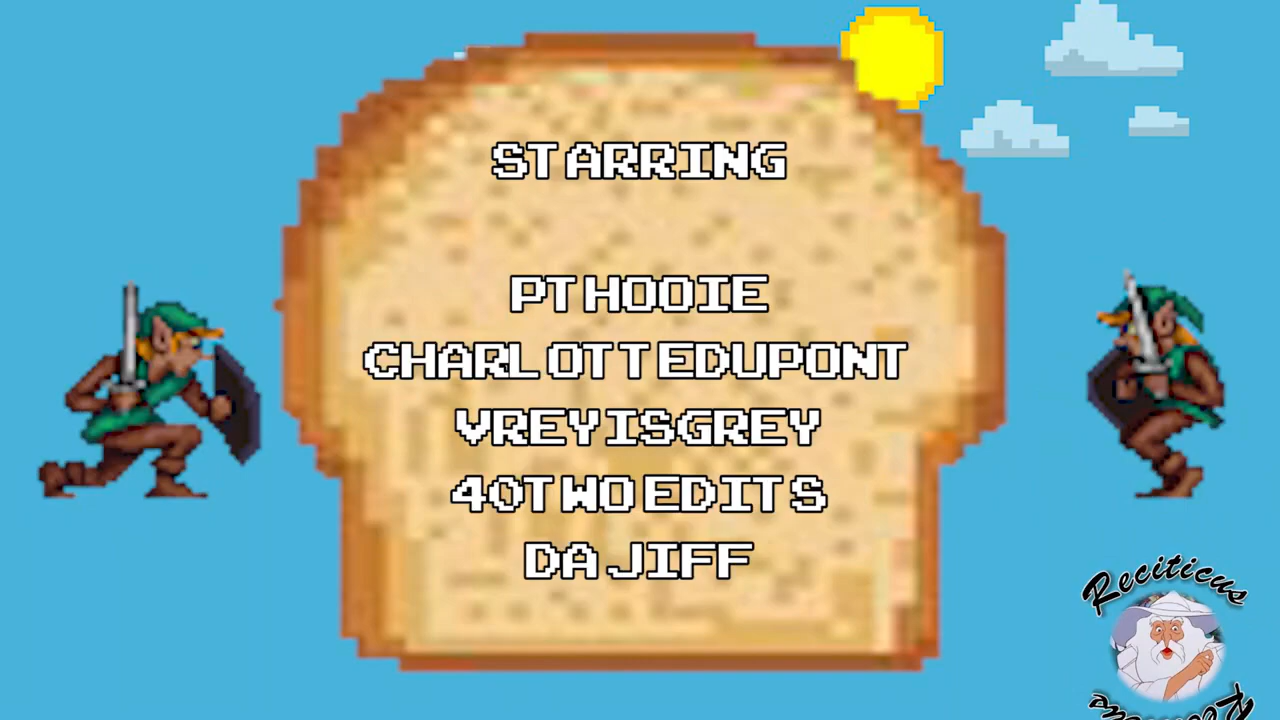 STARRING
PTHOOIE
CHARLOTTEDUPONT
VREYISGREY
40TWOEDITS
DA JIFF
Reciticus